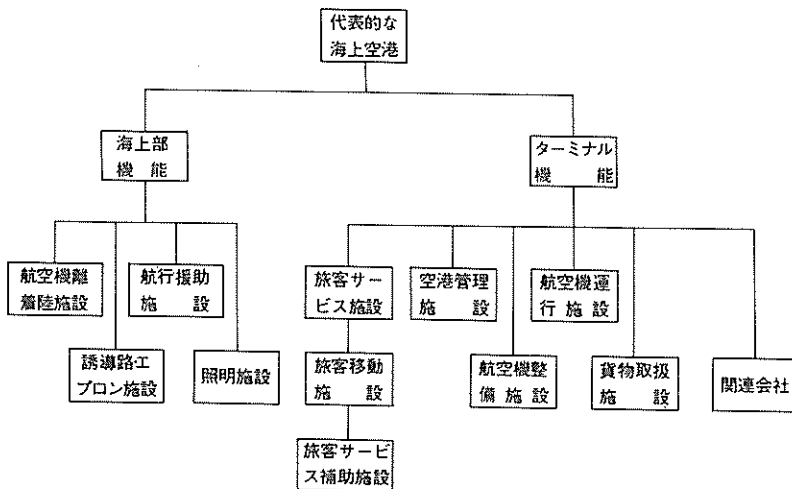 代表的な
海上空港
海上部
機能
ターミナル
機能
航空機離
着陸施設
航行援助
施設
旅客サー
ビス施設
空港管理
施設
航空機運
行施設
誘導路・エ
プロン施設
照明施設
旅客移動
施設
航空機整
備施設
貨物取扱
施設
関連会社
旅客サービ
ス補助施設